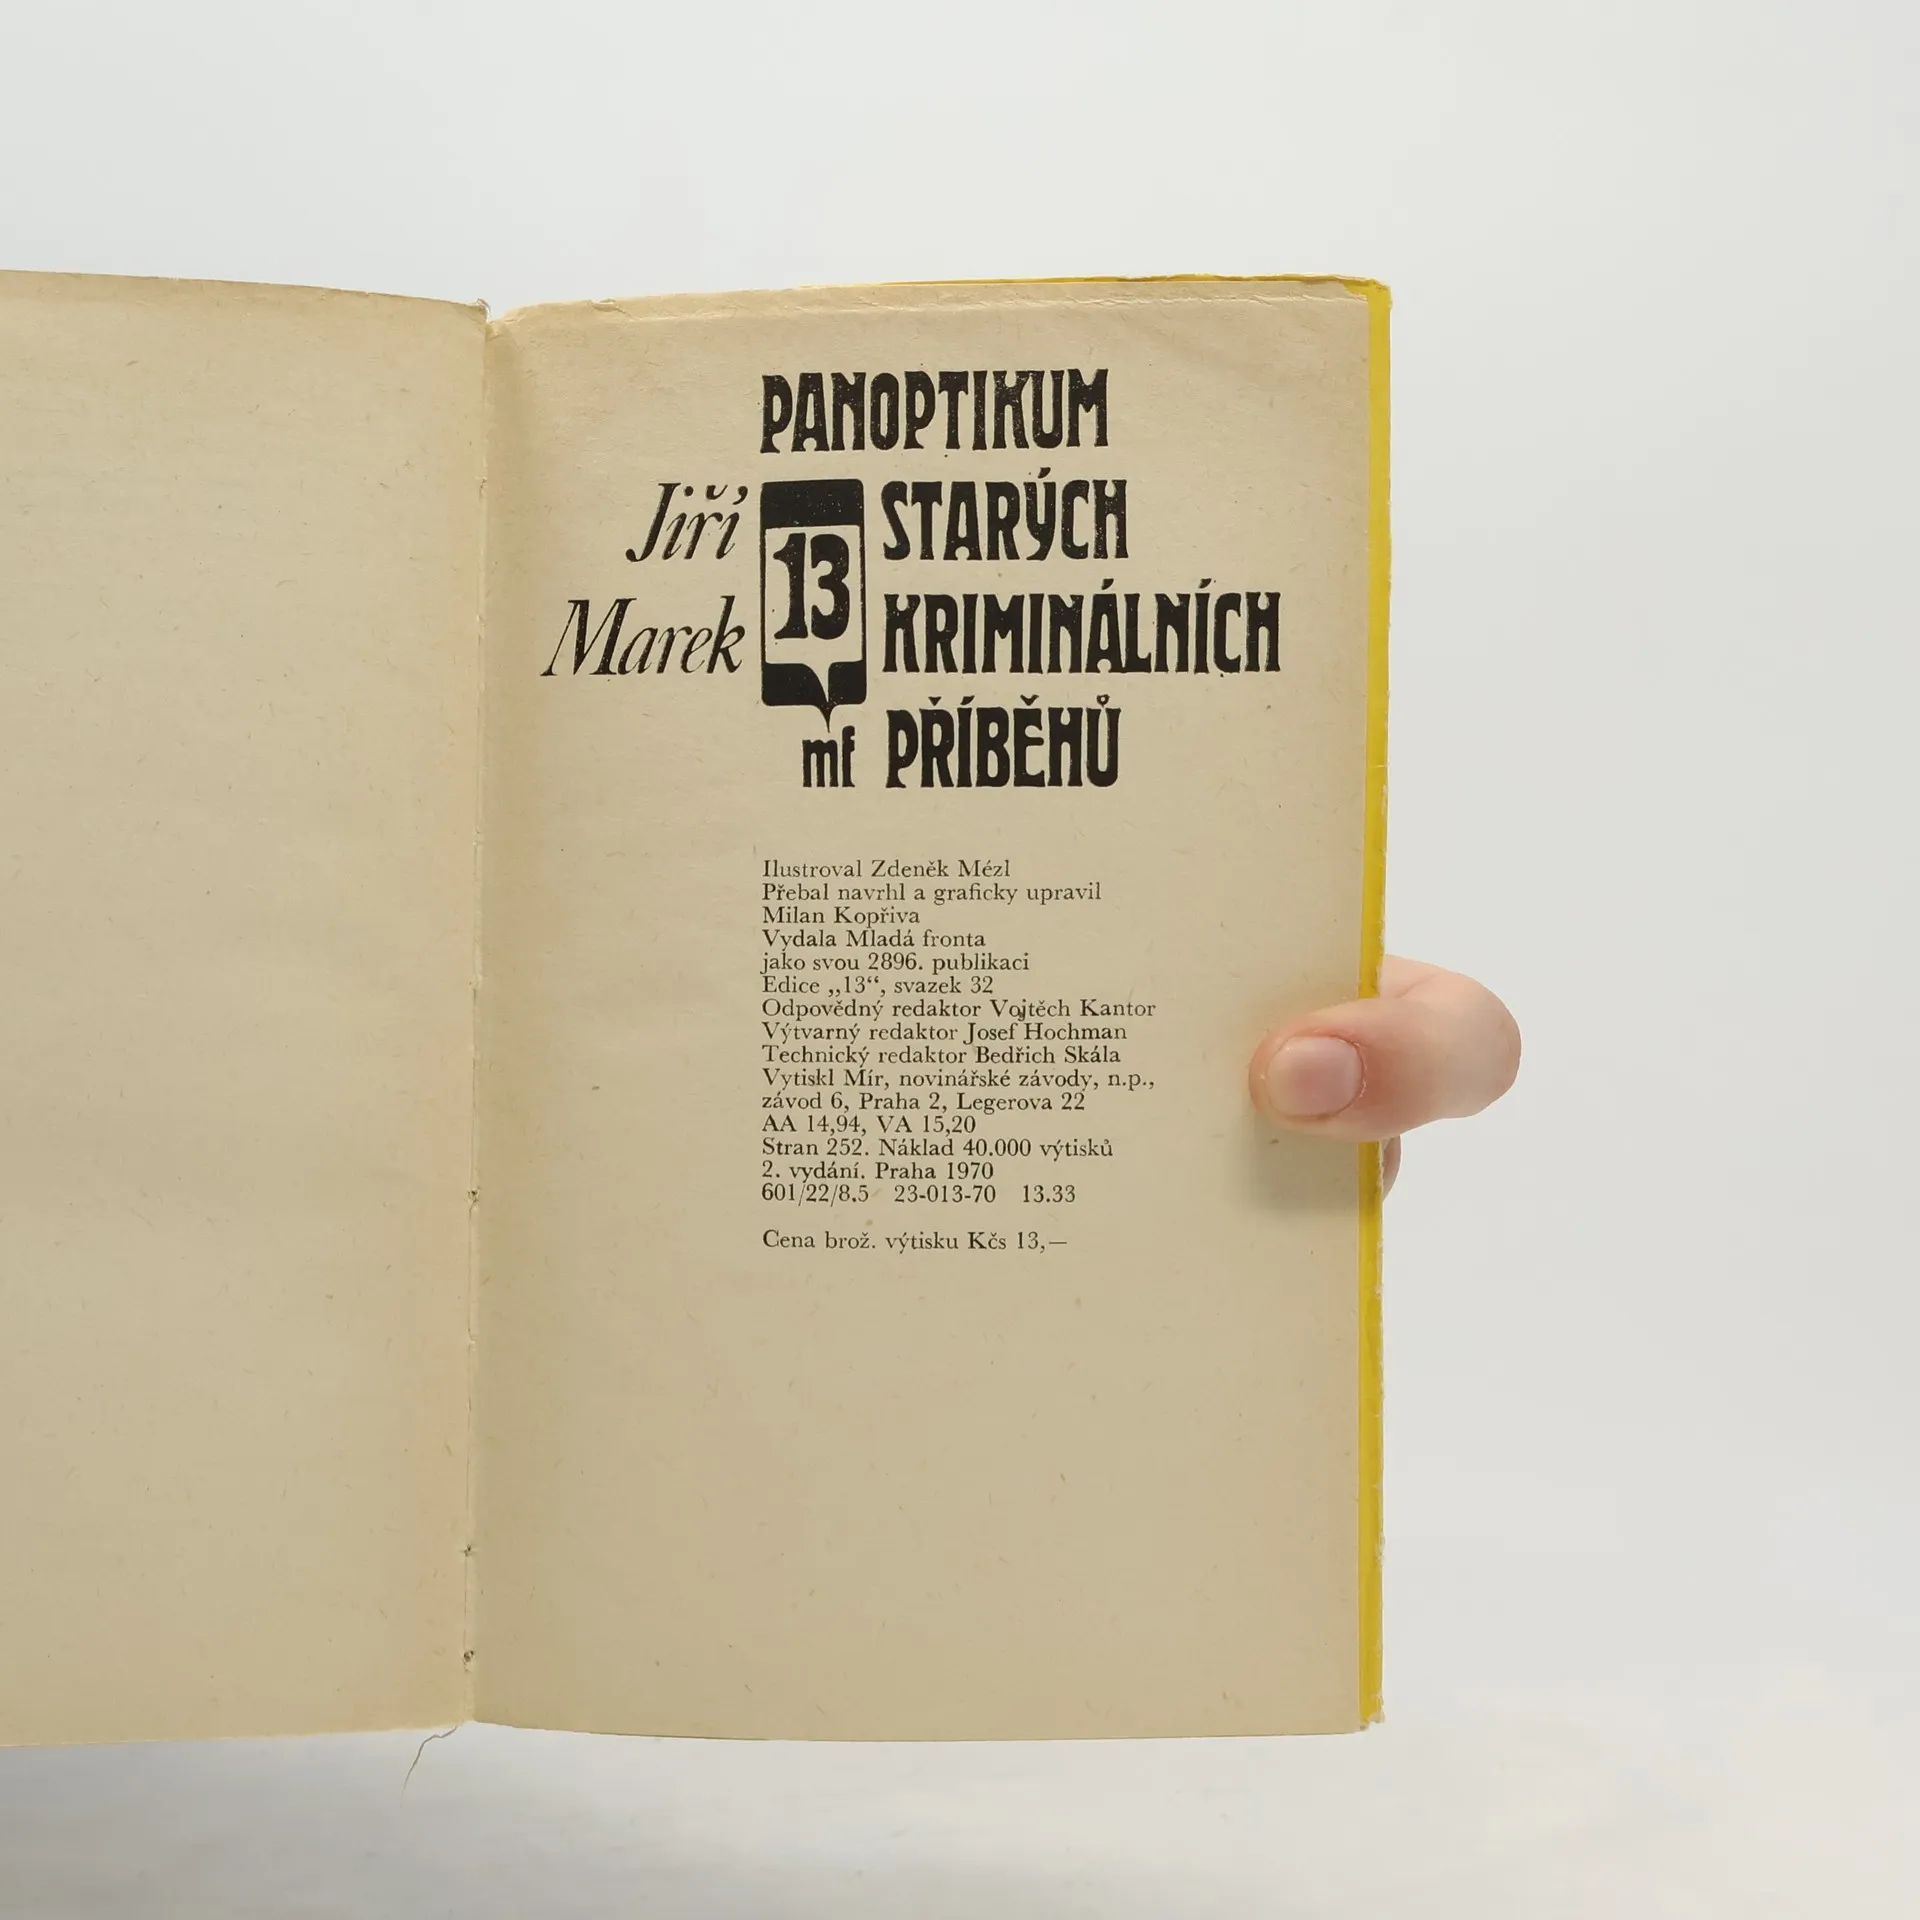 PANOPTIKUM
Jiří 13 STARÝCH
Marek KRIMINÁLNÍCH
mf PŘÍBĚHŮ
Ilustroval Zdeněk Mézl
Přebal navrhl a graficky upravil
Milan Kopřiva
Vydala Mladá fronta
jako svou 2896. publikaci
Edice „13“, svazek 32
Odpovědný redaktor Vojtěch Kantor
Výtvarný redaktor Josef Hochman
Technický redaktor Bedřich Skála
Vytiskl Mír, novinářské závody, n.p.,
závod 6, Praha 2, Legerova 22
AA 14,94, VA 15,20
Stran 252. Náklad 40.000 výtisků
2. vydání. Praha 1970
601/22/8.5 23-013-70 13.33
Cena brož. výtisku Kčs 13,—